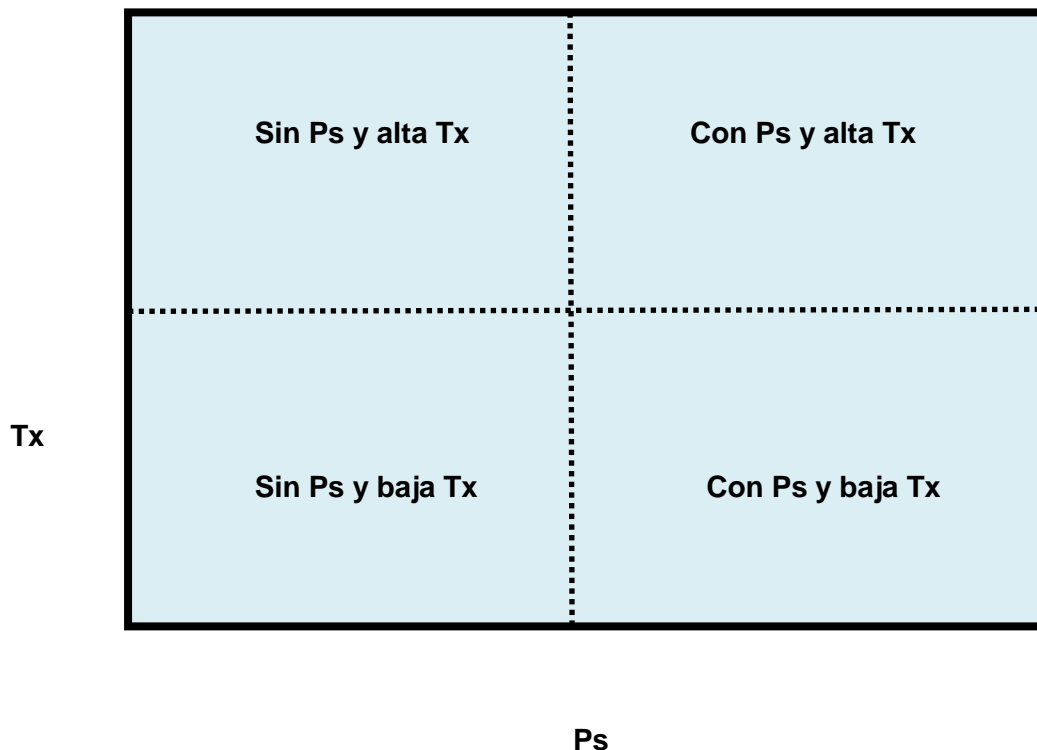 Sin Ps y alta Tx
Con Ps y alta Tx
Tx
Sin Ps y baja Tx
Con Ps y baja Tx
Ps